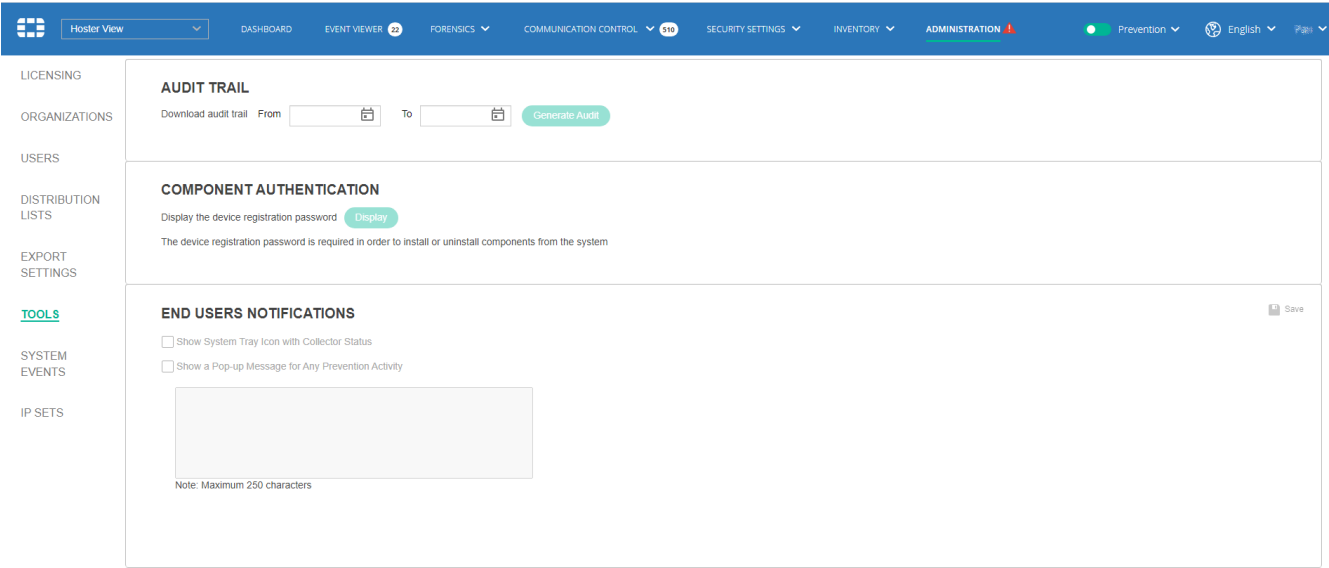 Hoster View DASHBOARD EVENT VIEWER 22 FORENSICS COMMUNICATION CONTROL 510 SECURITY SETTINGS INVENTORY ADMINISTRATION Prevention English
LICENSING
ORGANIZATIONS
USERS
DISTRIBUTION
LISTS
EXPORT
SETTINGS
TOOLS
SYSTEM
EVENTS
IP SETS
AUDIT TRAIL
Download audit trail From To Generate Audit
COMPONENT AUTHENTICATION
Display the device registration password Display
The device registration password is required in order to install or uninstall components from the system
END USERS NOTIFICATIONS Save
Show System Tray Icon with Collector Status
Show a Pop-up Message for Any Prevention Activity
Note: Maximum 250 characters